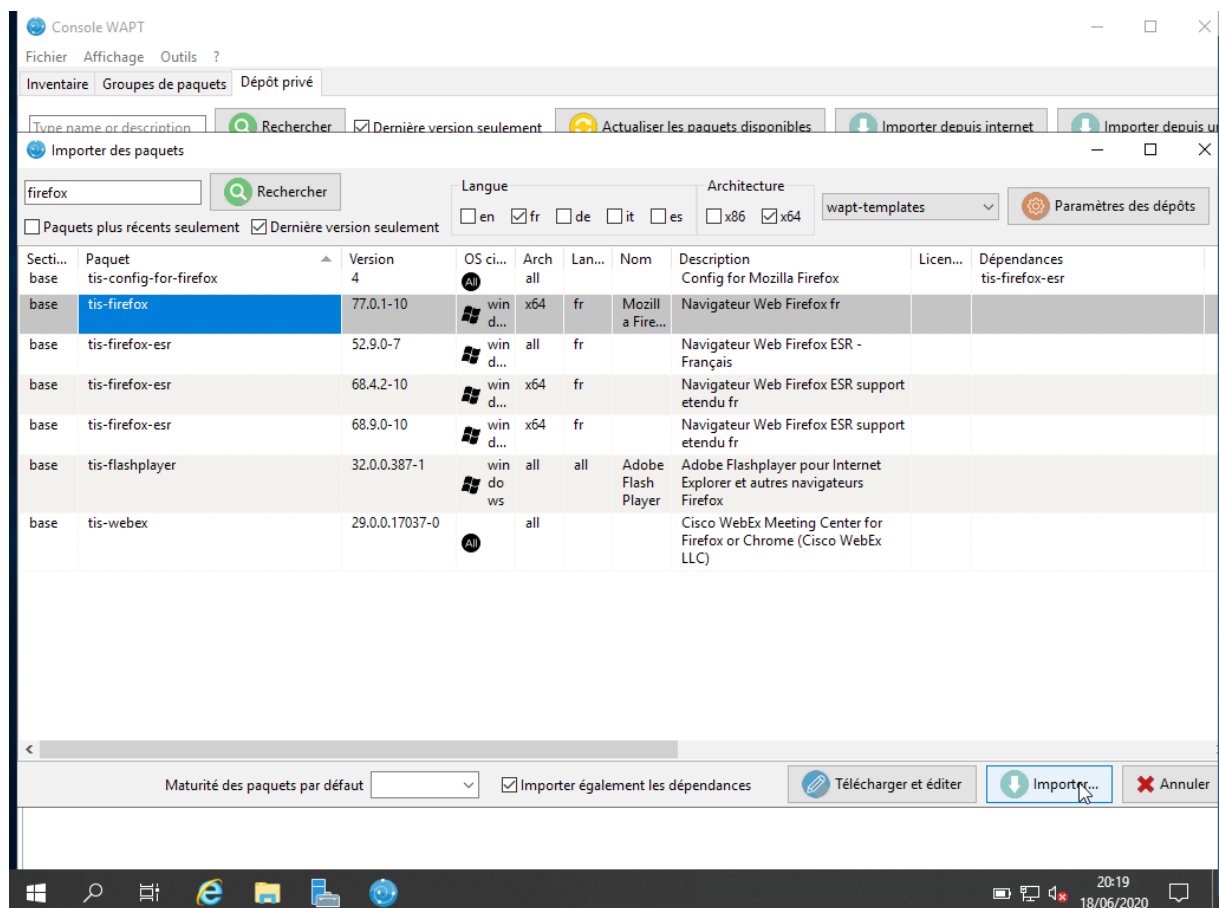 Console WAPT
Fichier Affichage Outils ?
Inventaire Groupes de paquets Dépôt privé
Type name or description Rechercher Dernière version seulement Actualiser les paquets disponibles Importer depuis internet Importer depuis u
Importer des paquets
firefox Rechercher
Paquets plus récents seulement Dernière version seulement
Langue
en fr de it es
Architecture
x86 x64
wapt-templates
Paramètres des dépôts
Secti... Paquet Version OS ci... Arch Lan... Nom Description Licen... Dépendances
base tis-config-for-firefox 4 All all Config for Mozilla Firefox tis-firefox-esr
base tis-firefox 77.0.1-10 win x64 fr Mozill Navigateur Web Firefox fr
d... a Fire...
base tis-firefox-esr 52.9.0-7 win all fr Navigateur Web Firefox ESR -
d... Français
base tis-firefox-esr 68.4.2-10 win x64 fr Navigateur Web Firefox ESR support
d... etendu fr
base tis-firefox-esr 68.9.0-10 win x64 fr Navigateur Web Firefox ESR support
d... etendu fr
base tis-flashplayer 32.0.0.387-1 win all all Adobe Adobe Flashplayer pour Internet
do Flash Explorer et autres navigateurs
ws Player Firefox
base tis-webex 29.0.0.17037-0 All all Cisco WebEx Meeting Center for
Firefox or Chrome (Cisco WebEx
LLC)
Maturité des paquets par défaut Importer également les dépendances Télécharger et éditer Importer... Annuler
20:19
18/06/2020